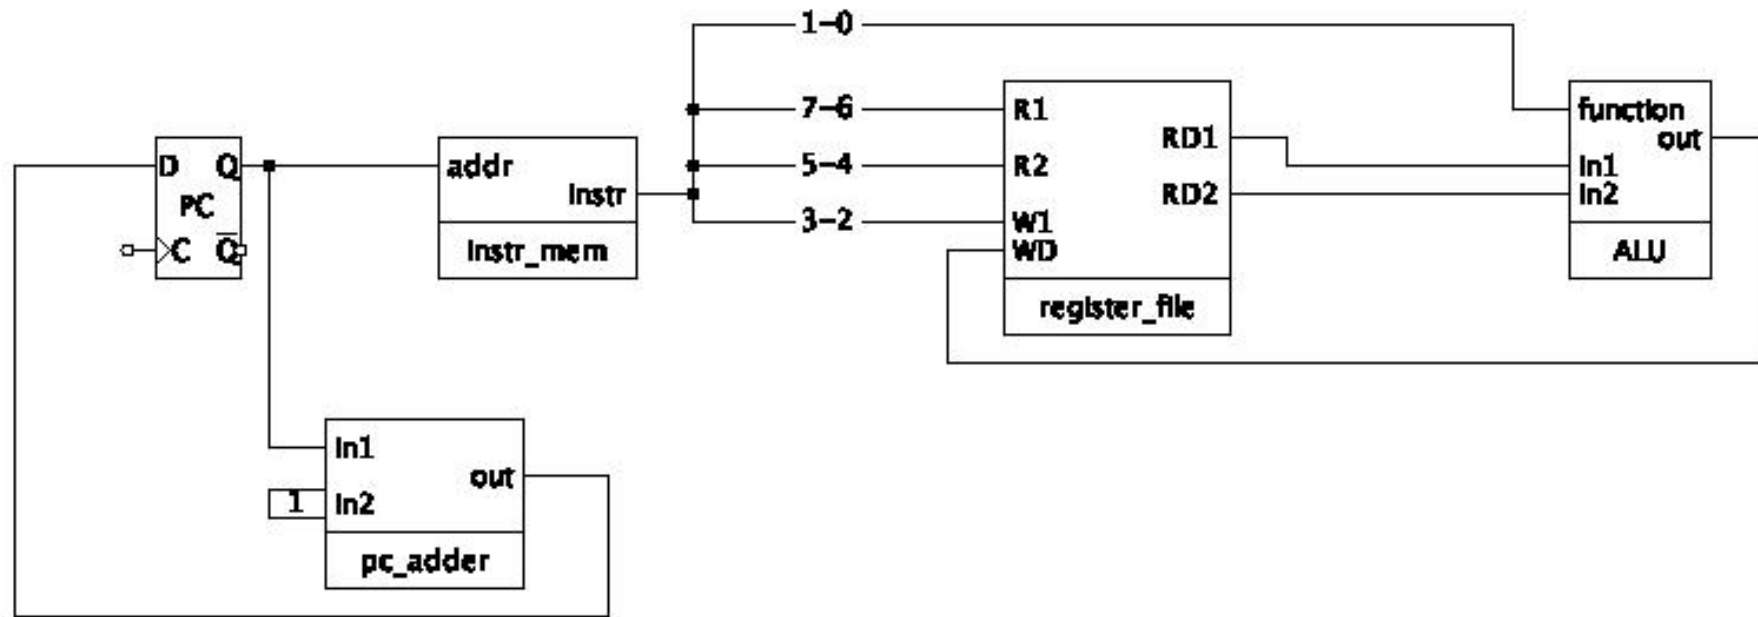 1-0
7-6
5-4
3-2
D Q
PC
C Q
addr
Instr
Instr_mem
R1
R2
W1
WD
RD1
RD2
register_file
function
out
In1
In2
ALU
In1
1 In2
out
pc_adder